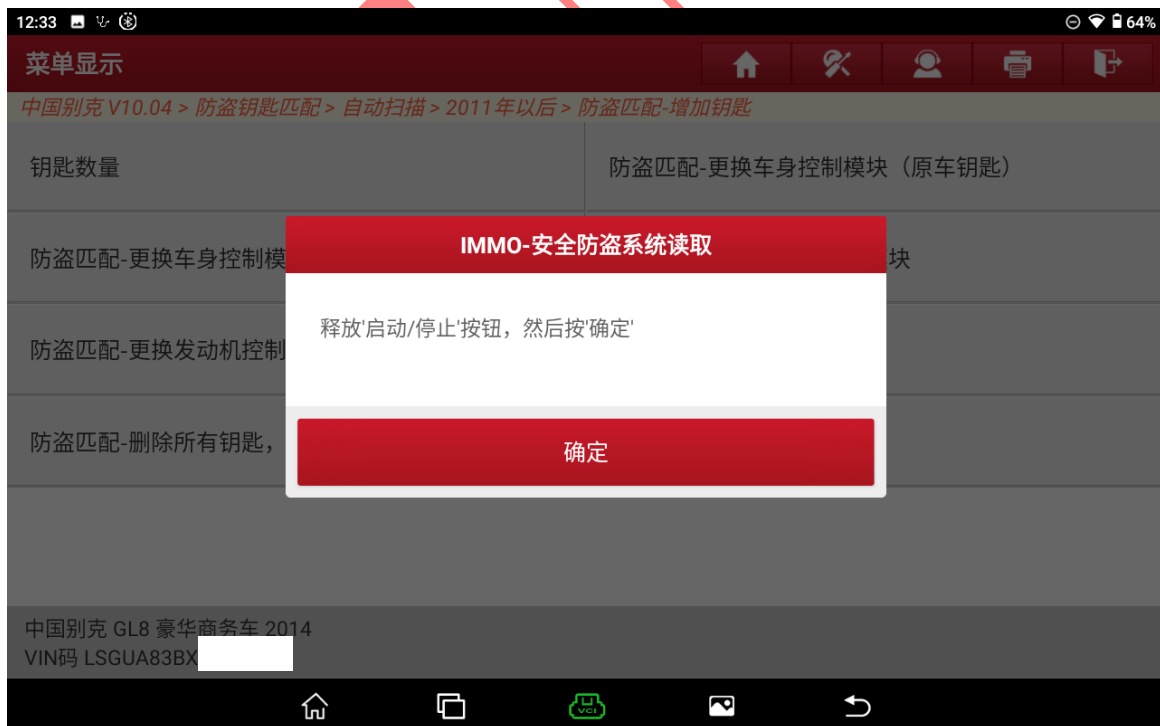 12:33
64%
菜单显示
中国别克 V10.04 > 防盗钥匙匹配 > 自动扫描 > 2011年以后 > 防盗匹配-增加钥匙
钥匙数量
防盗匹配-更换车身控制模块（原车钥匙）
IMMO-安全防盗系统读取
防盗匹配-更换车身控制模
块
释放'启动/停止'按钮，然后按'确定'
防盗匹配-更换发动机控制
防盗匹配-删除所有钥匙，
确定
中国别克 GL8 豪华商务车 2014
VIN码 LSGUA83BX
VCI